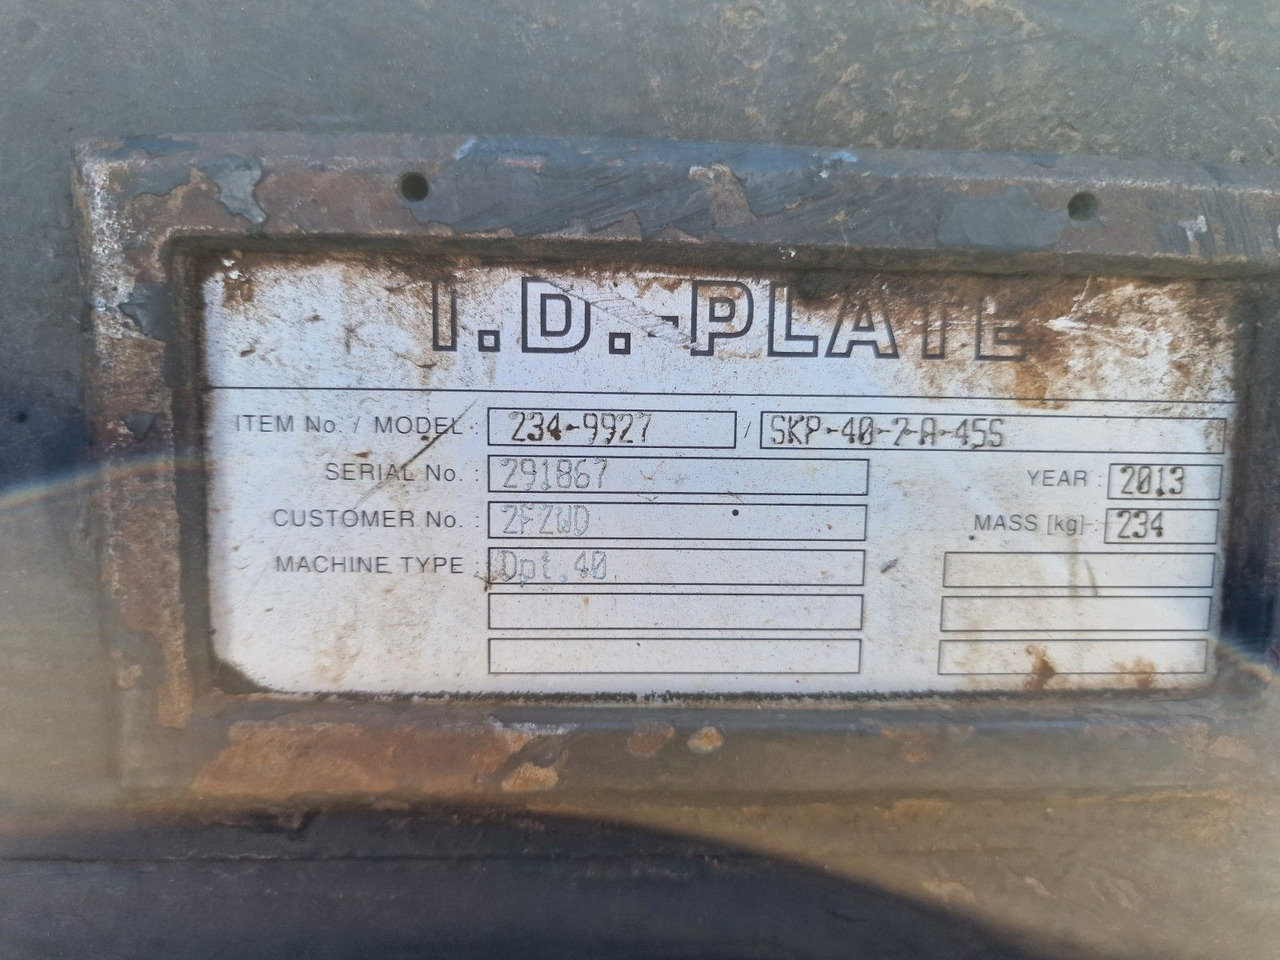 I.D.-PLATE
ITEM No. / MODEL : 234-9927 / SKP-40-2-A-45S
SERIAL No. : 291867 YEAR : 2013
CUSTOMER No. : 2FZWD MASS [kg] : 234
MACHINE TYPE : Dpt.40